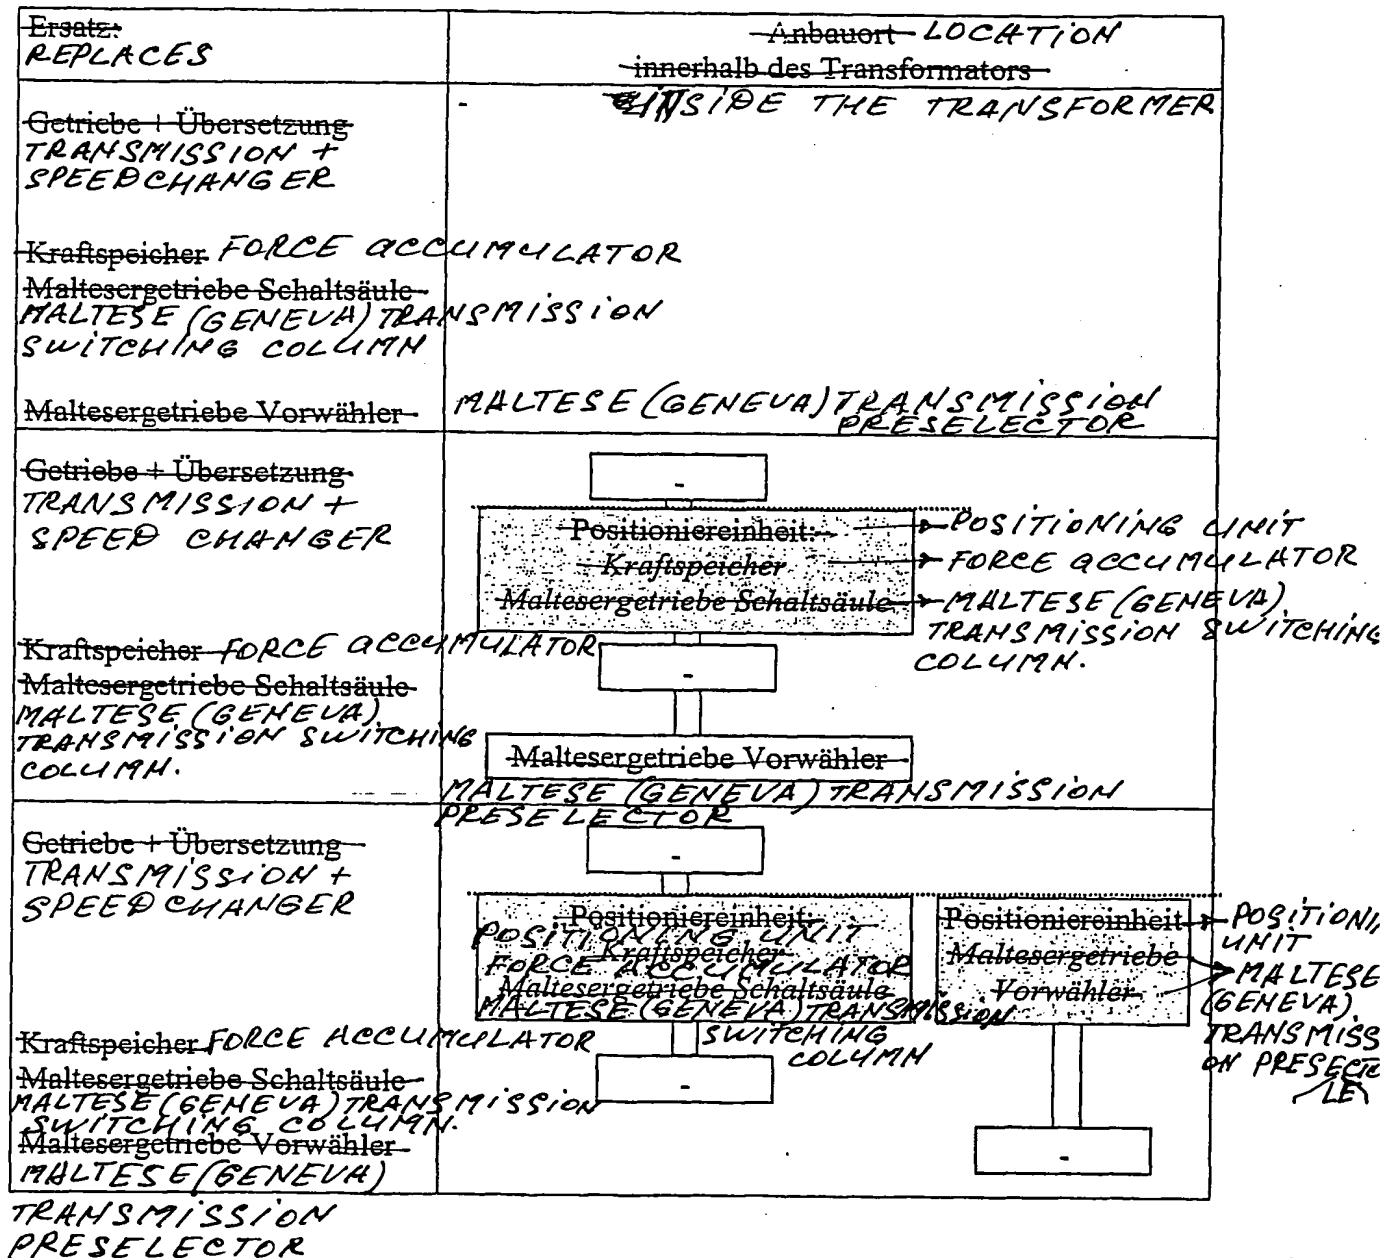 Ersatz:
REPLACES
Anbauort LOCATION
innerhalb des Transformators
INSIDE THE TRANSFORMER
-
Getriebe + Übersetzung
TRANSMISSION +
SPEEDCHANGER
Kraftspeicher FORCE ACCUMULATOR
Maltesergetriebe Schaltsäule
MALTESE (GENEVA) TRANSMISSION
SWITCHING COLUMN
Maltesergetriebe Vorwähler
MALTESE (GENEVA) TRANSMISSION
PRESELECTOR
Getriebe + Übersetzung
TRANSMISSION +
SPEED CHANGER
Kraftspeicher FORCE ACCUMULATOR
Maltesergetriebe Schaltsäule
MALTESE (GENEVA)
TRANSMISSION SWITCHING
COLUMN.
-
Positioniereinheit: POSITIONING UNIT
Kraftspeicher FORCE ACCUMULATOR
Maltesergetriebe Schaltsäule MALTESE (GENEVA)
TRANSMISSION SWITCHING
COLUMN.
-
Maltesergetriebe Vorwähler
MALTESE (GENEVA) TRANSMISSION
PRESELECTOR
Getriebe + Übersetzung
TRANSMISSION +
SPEED CHANGER
Kraftspeicher FORCE ACCUMULATOR
Maltesergetriebe Schaltsäule
MALTESE (GENEVA) TRANSMISSION
SWITCHING COLUMN.
Maltesergetriebe Vorwähler
MALTESE (GENEVA)
TRANSMISSION
PRESELECTOR
-
Positioniereinheit:
POSITIONING UNIT
Kraftspeicher
FORCE ACCUMULATOR
Maltesergetriebe Schaltsäule
MALTESE (GENEVA) TRANSMISSION
SWITCHING
COLUMN
-
Positioniereinheit POSITIONI
UNIT
Maltesergetriebe
Vorwähler
MALTESE
(GENEVA)
TRANSMISS
ON PRESECTO
LE
-